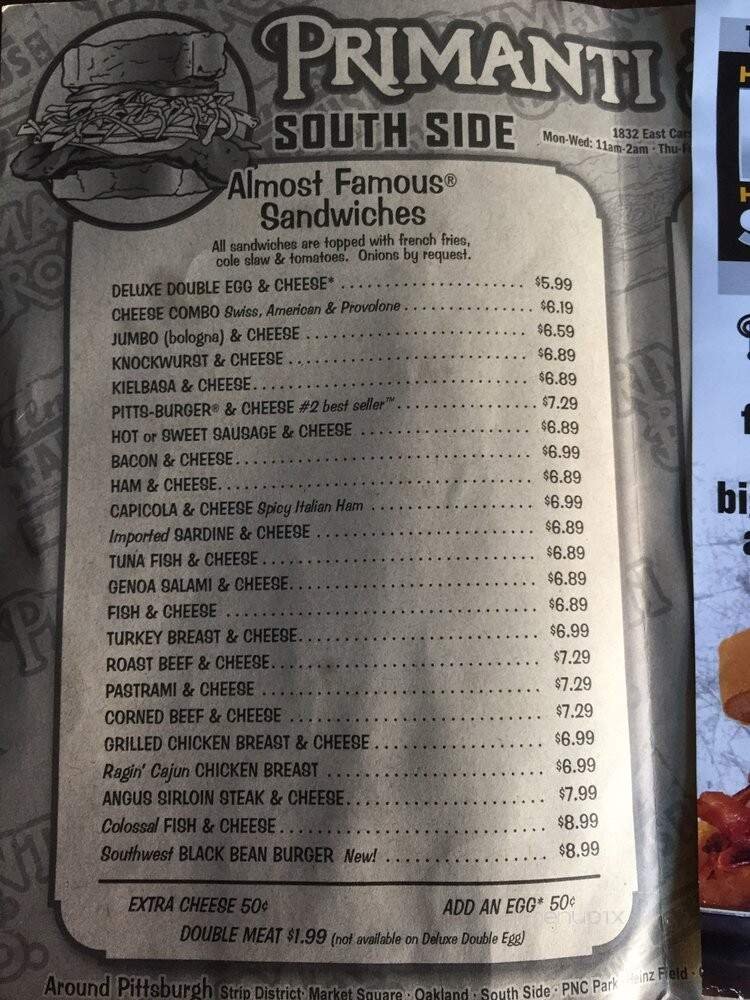 PRIMANTI
SOUTH SIDE
1832 East Car
Mon-Wed: 11am-2am · Thu-F
Almost Famous®
Sandwiches
All sandwiches are topped with french fries,
cole slaw & tomatoes. Onions by request.
DELUXE DOUBLE EGG & CHEESE* $5.99
CHEESE COMBO Swiss, American & Provolone $6.19
JUMBO (bologna) & CHEESE $6.59
KNOCKWURST & CHEESE $6.89
KIELBASA & CHEESE $6.89
PITTS-BURGER® & CHEESE #2 best seller™ $7.29
HOT or SWEET SAUSAGE & CHEESE $6.89
BACON & CHEESE $6.99
HAM & CHEESE $6.89
CAPICOLA & CHEESE Spicy Italian Ham $6.99
Imported SARDINE & CHEESE $6.89
TUNA FISH & CHEESE $6.89
GENOA SALAMI & CHEESE $6.89
FISH & CHEESE $6.89
TURKEY BREAST & CHEESE $6.99
ROAST BEEF & CHEESE $7.29
PASTRAMI & CHEESE $7.29
CORNED BEEF & CHEESE $7.29
GRILLED CHICKEN BREAST & CHEESE $6.99
Ragin' Cajun CHICKEN BREAST $6.99
ANGUS SIRLOIN STEAK & CHEESE $7.99
Colossal FISH & CHEESE $8.99
Southwest BLACK BEAN BURGER New! $8.99
EXTRA CHEESE 50¢ ADD AN EGG* 50¢
DOUBLE MEAT $1.99 (not available on Deluxe Double Egg)
Around Pittsburgh Strip District · Market Square · Oakland · South Side · PNC Park · Heinz Field ·
bi